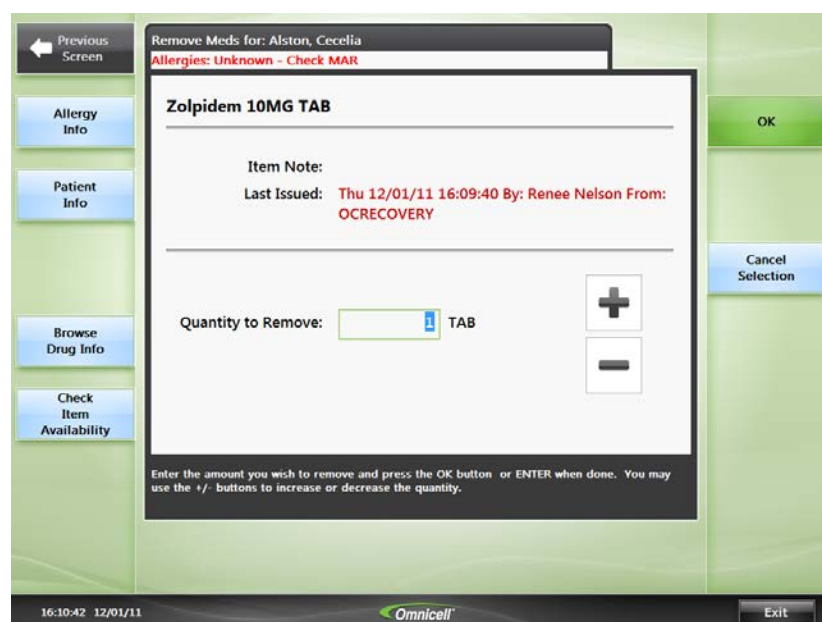 Previous
Screen
Remove Meds for: Alston, Cecelia
Allergies: Unknown - Check MAR
Allergy
Info
Patient
Info
Browse
Drug Info
Check
Item
Availability
Zolpidem 10MG TAB
Item Note:
Last Issued: Thu 12/01/11 16:09:40 By: Renee Nelson From:
OCRECOVERY
Quantity to Remove: 1 TAB
Enter the amount you wish to remove and press the OK button or ENTER when done. You may
use the +/- buttons to increase or decrease the quantity.
OK
Cancel
Selection
16:10:42 12/01/11
Omnicell
Exit